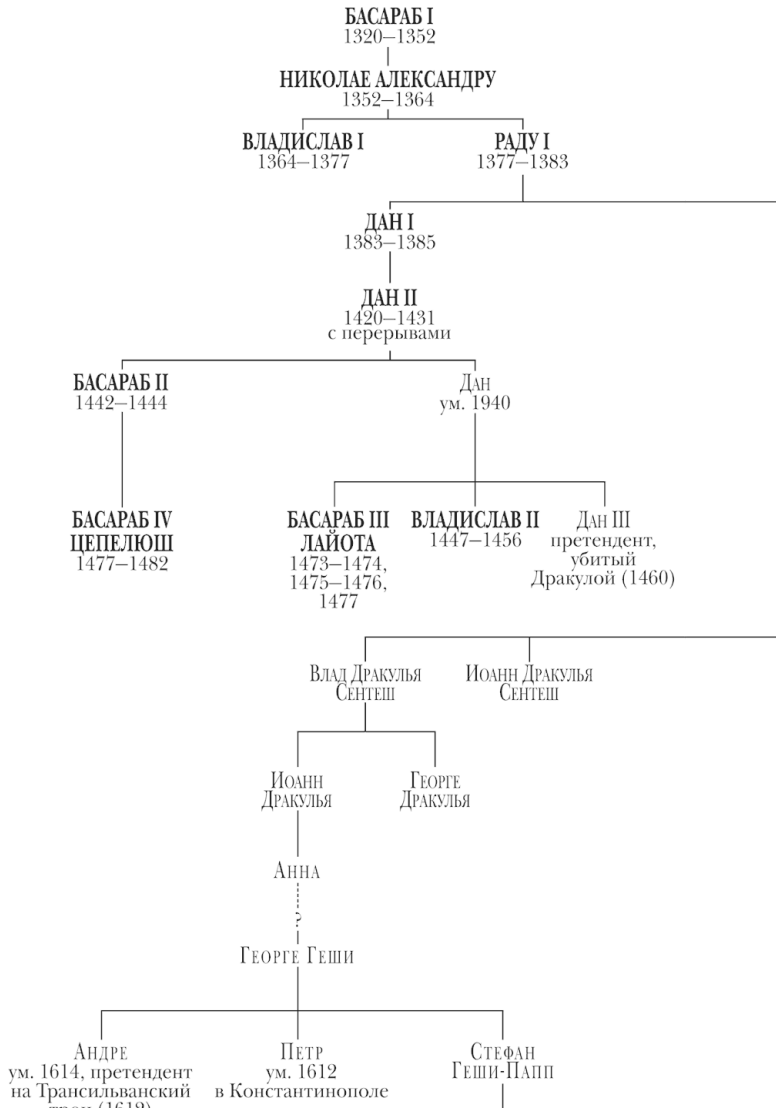 БАСАРАБ I
1320–1352
НИКОЛАЕ АЛЕКСАНДРУ
1352–1364
ВЛАДИСЛАВ I
1364–1377
РАДУ I
1377–1383
ДАН I
1383–1385
ДАН II
1420–1431
с перерывами
БАСАРАБ II
1442–1444
Дан
ум. 1940
БАСАРАБ IV
ЦЕПЕЛЮШ
1477–1482
БАСАРАБ III
ЛАЙОТА
1473–1474,
1475–1476,
1477
ВЛАДИСЛАВ II
1447–1456
Дан III
претендент,
убитый
Дракулой (1460)
Влад Дракулья
Сентеш
Иоанн Дракулья
Сентеш
Иоанн
Дракулья
Георге
Дракулья
Анна
?
Георге Геши
Андре
ум. 1614, претендент
на Трансильванский
трон (1612)
Петр
ум. 1612
в Константинополе
Стефан
Геши-Папп